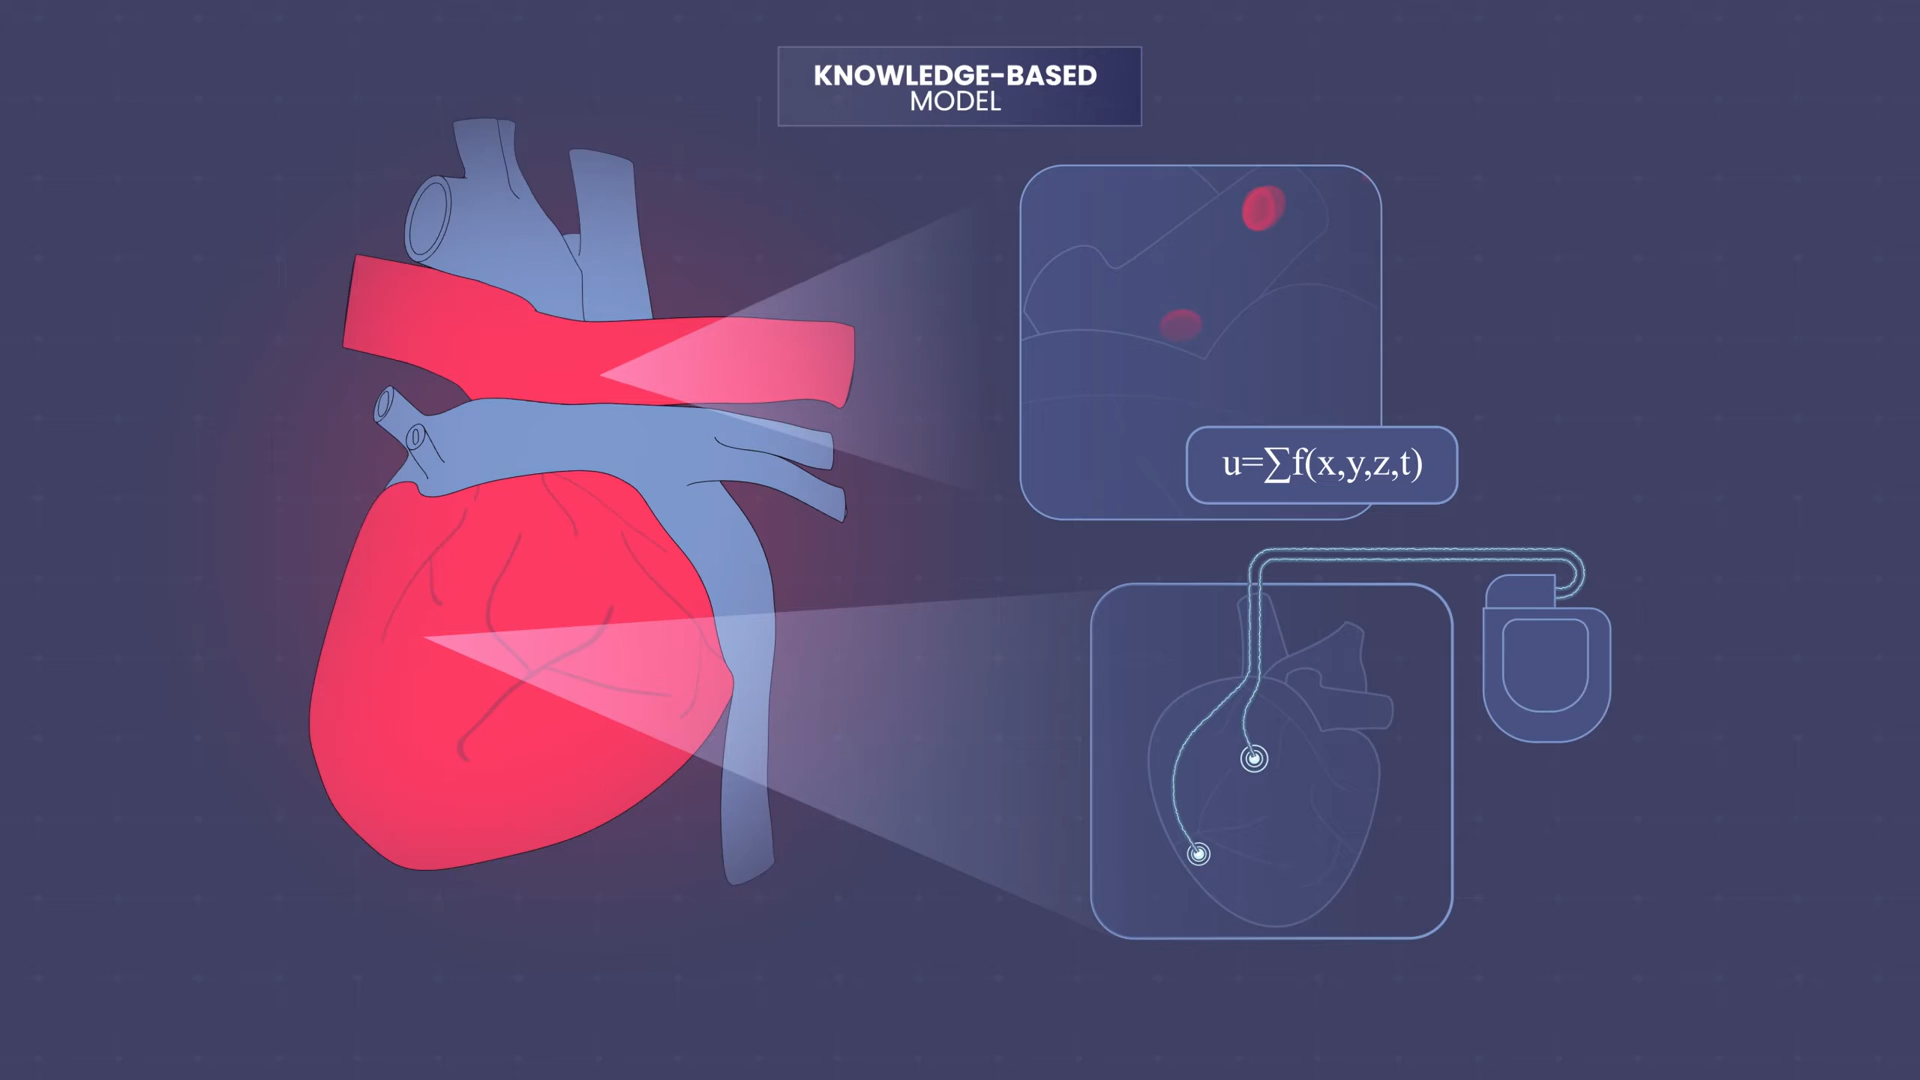 KNOWLEDGE-BASED
MODEL
u=∑f(x,y,z,t)